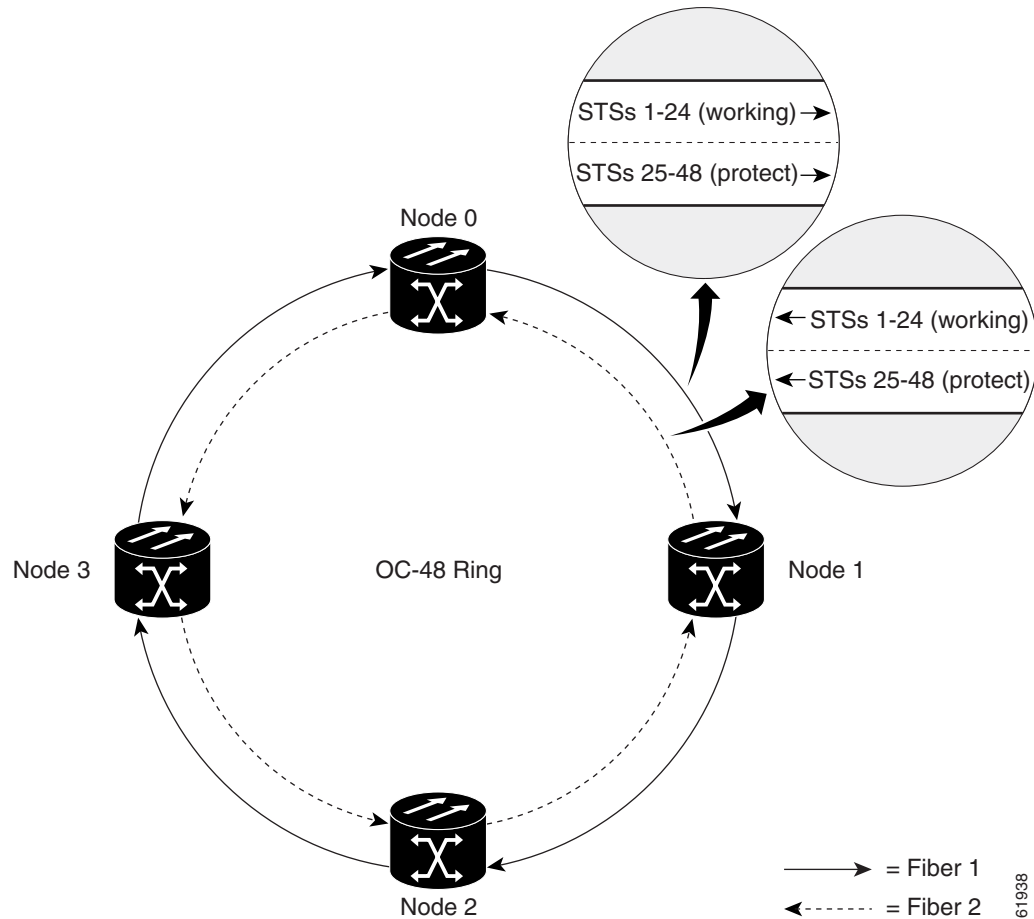 STSs 1-24 (working)
STSs 25-48 (protect)
Node 0
STSs 1-24 (working)
STSs 25-48 (protect)
Node 3
OC-48 Ring
Node 1
= Fiber 1
Node 2
= Fiber 2
61938